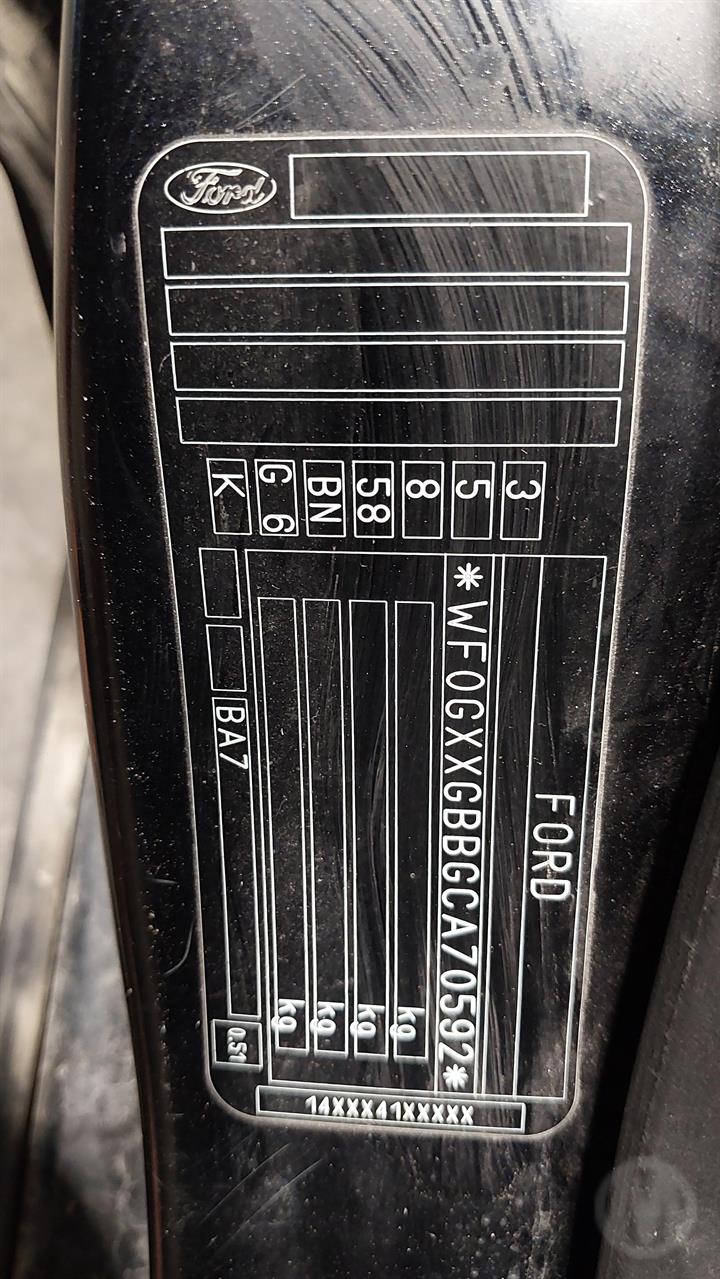 FORD
*WF0GXXGBBGCA70592*
kg
kg
kg
kg
14XXX41XXXXX
BA7
0.51
3
5
8
58
BN
G 6
K
Ford